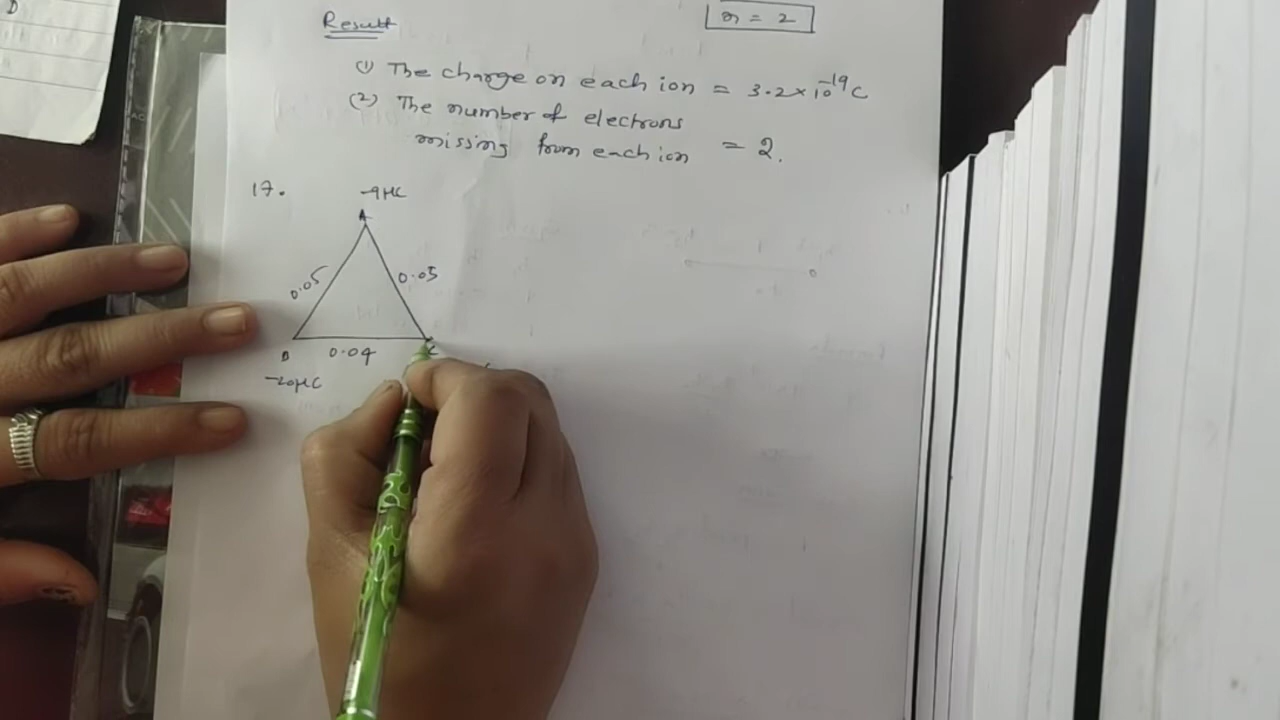 D
Result
n = 2
(1) The charge on each ion = 3.2×10⁻¹⁹C
(2) The number of electrons
missing from each ion = 2.
17.
-9μC
A
0.05 0.05
B 0.04 C
-20μC